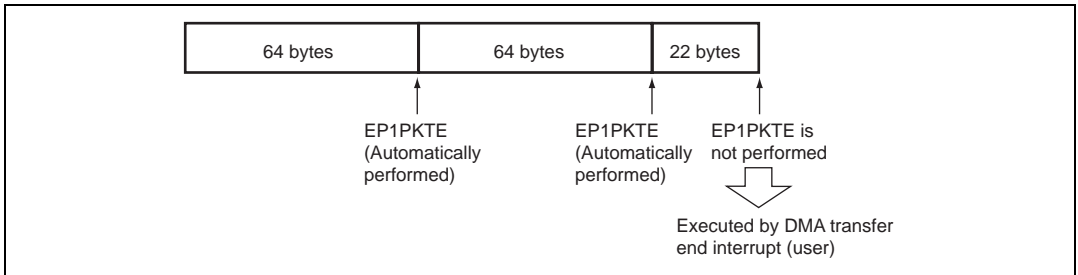 64 bytes
64 bytes
22 bytes
EP1PKTE
(Automatically
performed)
EP1PKTE
(Automatically
performed)
EP1PKTE is
not performed
Executed by DMA transfer
end interrupt (user)